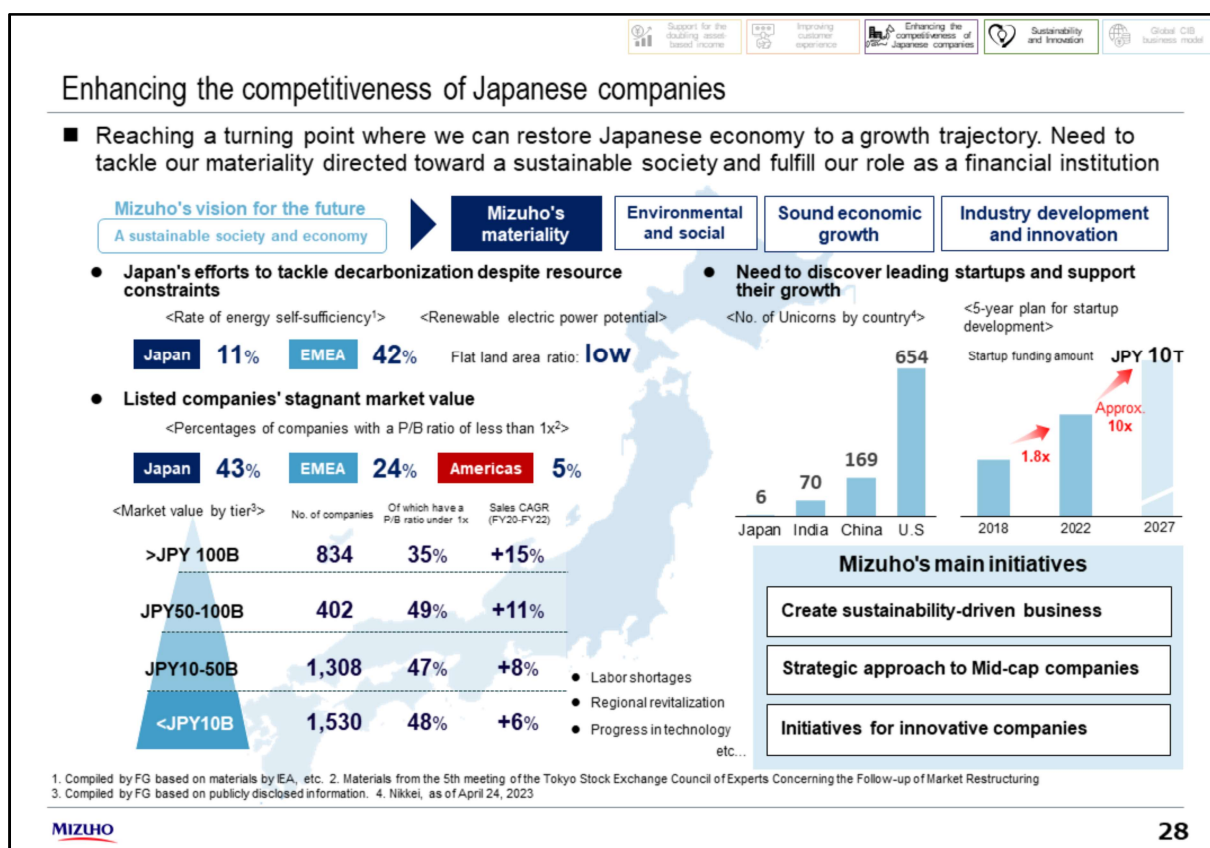 Support for the
doubling asset-
based income
Improving
customer
experience
Enhancing the
competitiveness of
Japanese companies
Sustainability
and Innovation
Global CIB
business model
Enhancing the competitiveness of Japanese companies
■ Reaching a turning point where we can restore Japanese economy to a growth trajectory. Need to
tackle our materiality directed toward a sustainable society and fulfill our role as a financial institution
Mizuho's vision for the future
A sustainable society and economy
Mizuho's
materiality
Environmental
and social
Sound economic
growth
Industry development
and innovation
● Japan's efforts to tackle decarbonization despite resource
constraints
<Rate of energy self-sufficiency1> <Renewable electric power potential>
Japan 11% EMEA 42% Flat land area ratio: low
● Listed companies' stagnant market value
<Percentages of companies with a P/B ratio of less than 1x2>
Japan 43% EMEA 24% Americas 5%
<Market value by tier3>
No. of companies
Of which have a
P/B ratio under 1x
Sales CAGR
(FY20-FY22)
>JPY 100B 834 35% +15%
JPY50-100B 402 49% +11%
JPY10-50B 1,308 47% +8%
<JPY10B 1,530 48% +6%
● Labor shortages
● Regional revitalization
● Progress in technology
etc...
● Need to discover leading startups and support
their growth
<No. of Unicorns by country4>
6 70 169 654
Japan India China U.S
<5-year plan for startup
development>
Startup funding amount JPY 10T
1.8x
Approx.
10x
2018 2022 2027
Mizuho's main initiatives
Create sustainability-driven business
Strategic approach to Mid-cap companies
Initiatives for innovative companies
1. Compiled by FG based on materials by IEA, etc. 2. Materials from the 5th meeting of the Tokyo Stock Exchange Council of Experts Concerning the Follow-up of Market Restructuring
3. Compiled by FG based on publicly disclosed information. 4. Nikkei, as of April 24, 2023
MIZUHO
28